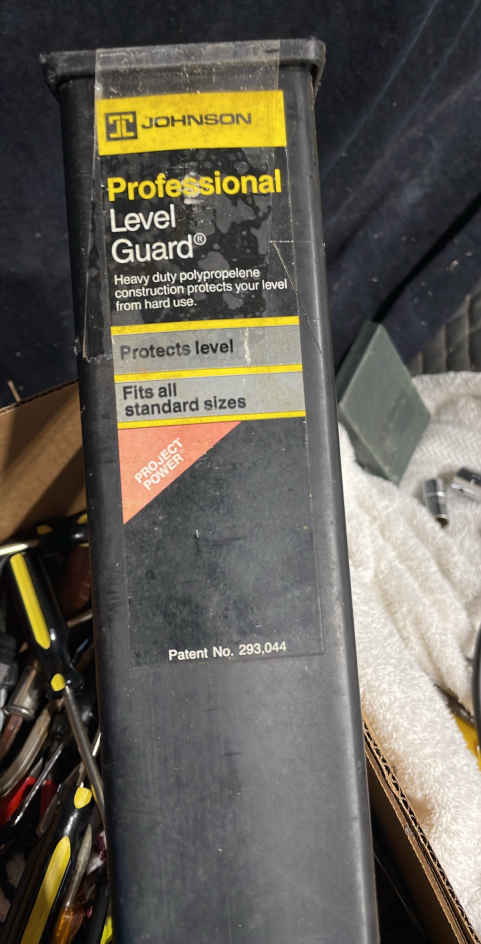 JOHNSON
Professional
Level
Guard®
Heavy duty polypropelene
construction protects your level
from hard use.
Protects level
Fits all
standard sizes
PROJECT
POWER
Patent No. 293,044